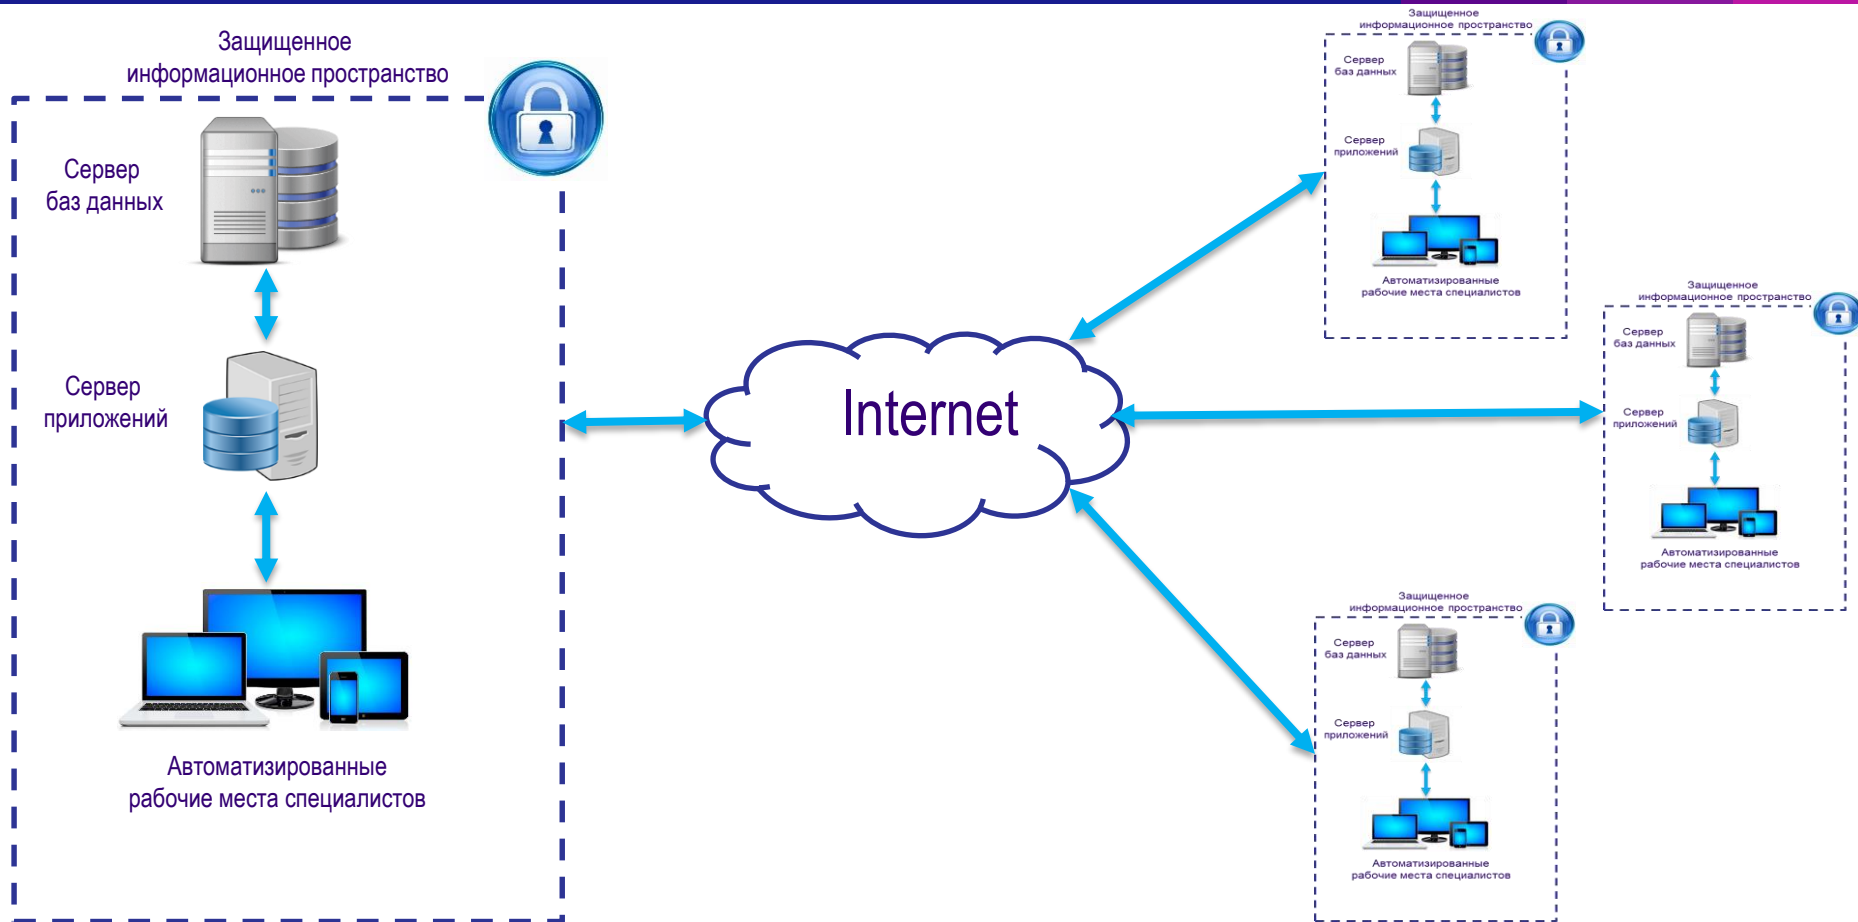 Защищенное
информационное пространство
Сервер
баз данных
Сервер
приложений
Автоматизированные
рабочие места специалистов
Internet
Защищенное
информационное пространство
Сервер
баз данных
Сервер
приложений
Автоматизированные
рабочие места специалистов
Защищенное
информационное пространство
Сервер
баз данных
Сервер
приложений
Автоматизированные
рабочие места специалистов
Защищенное
информационное пространство
Сервер
баз данных
Сервер
приложений
Автоматизированные
рабочие места специалистов